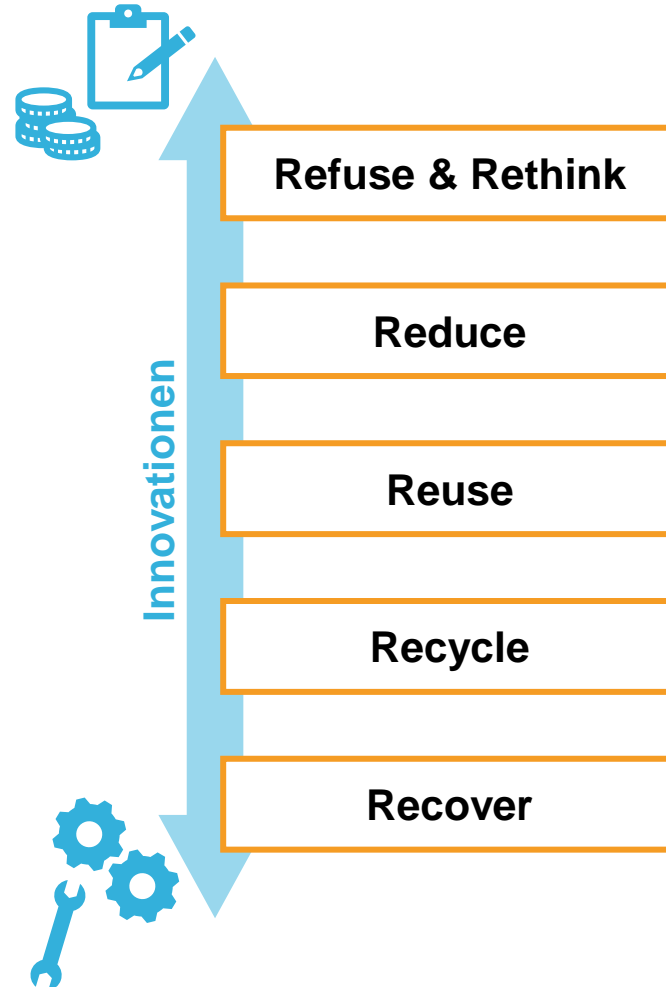 Refuse & Rethink
Reduce
Reuse
Recycle
Recover
Innovationen